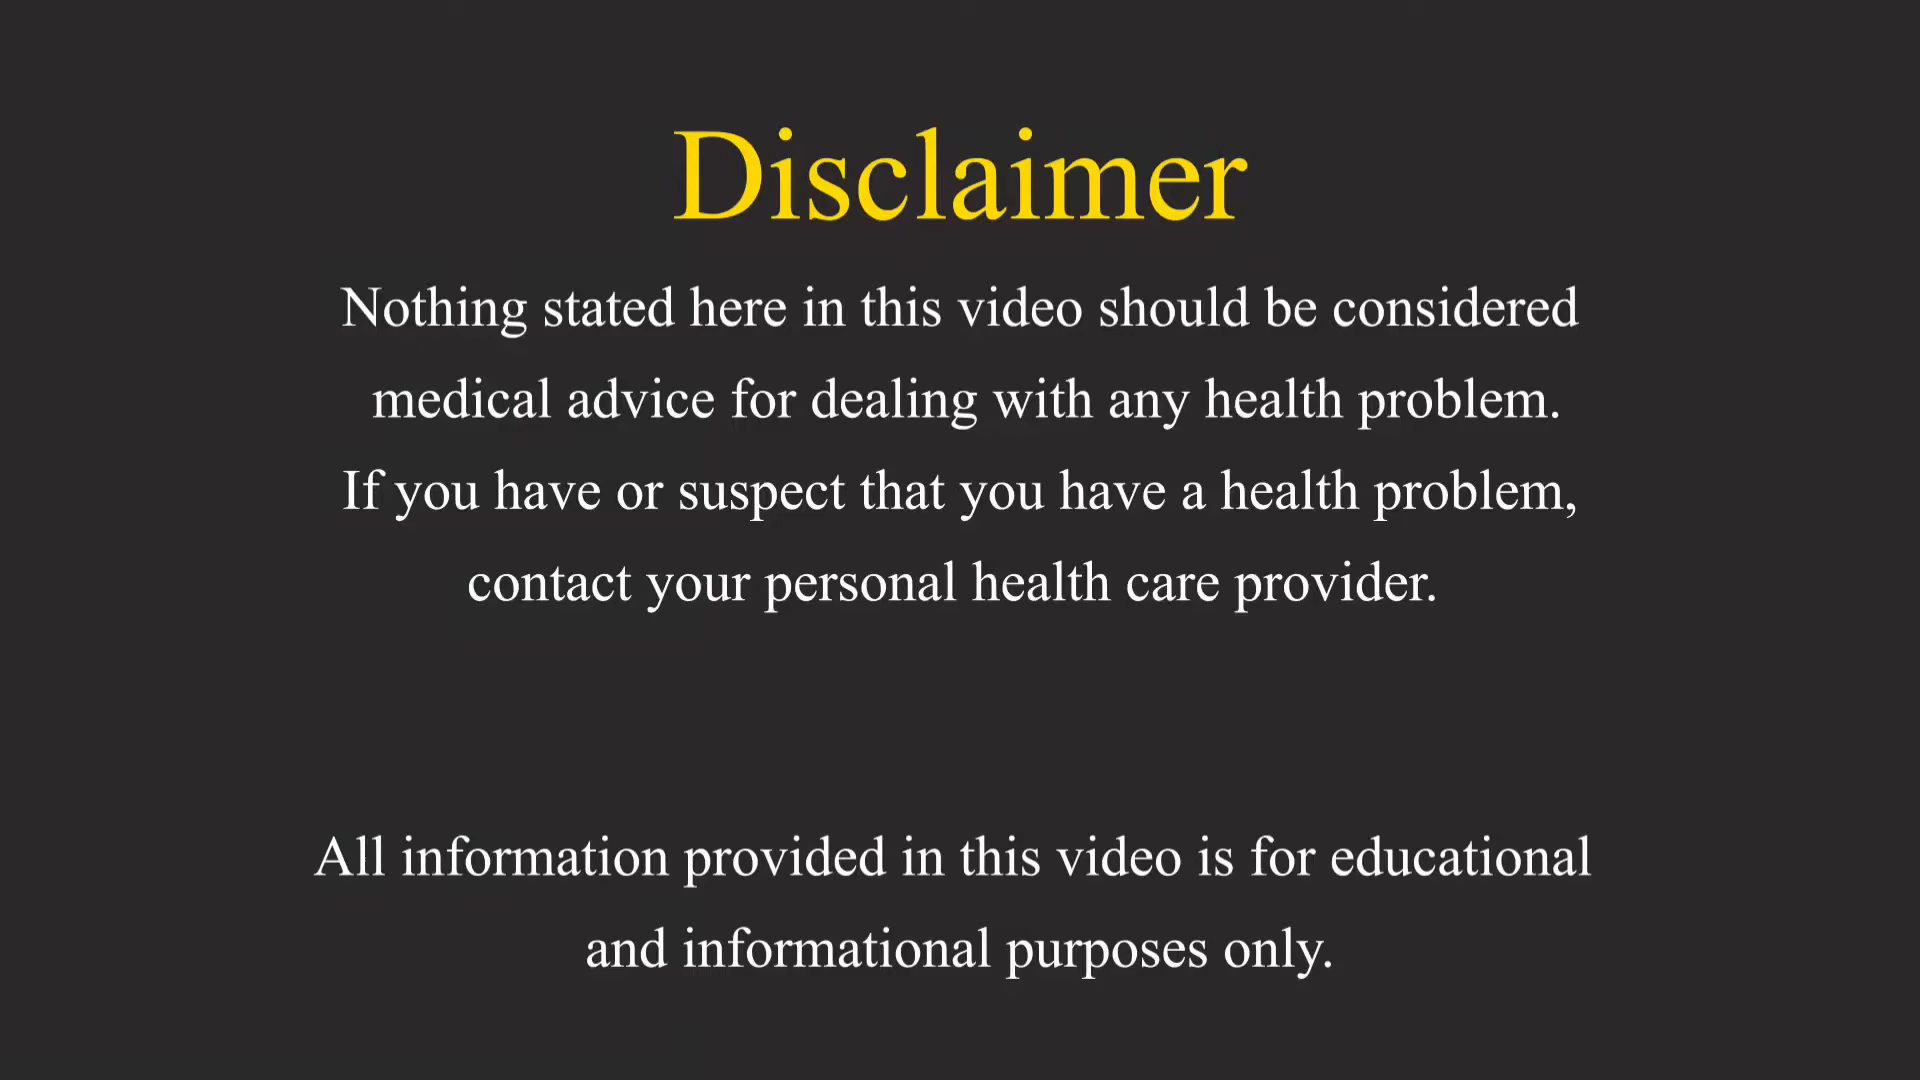 Disclaimer
Nothing stated here in this video should be considered
medical advice for dealing with any health problem.
If you have or suspect that you have a health problem,
contact your personal health care provider.
All information provided in this video is for educational
and informational purposes only.